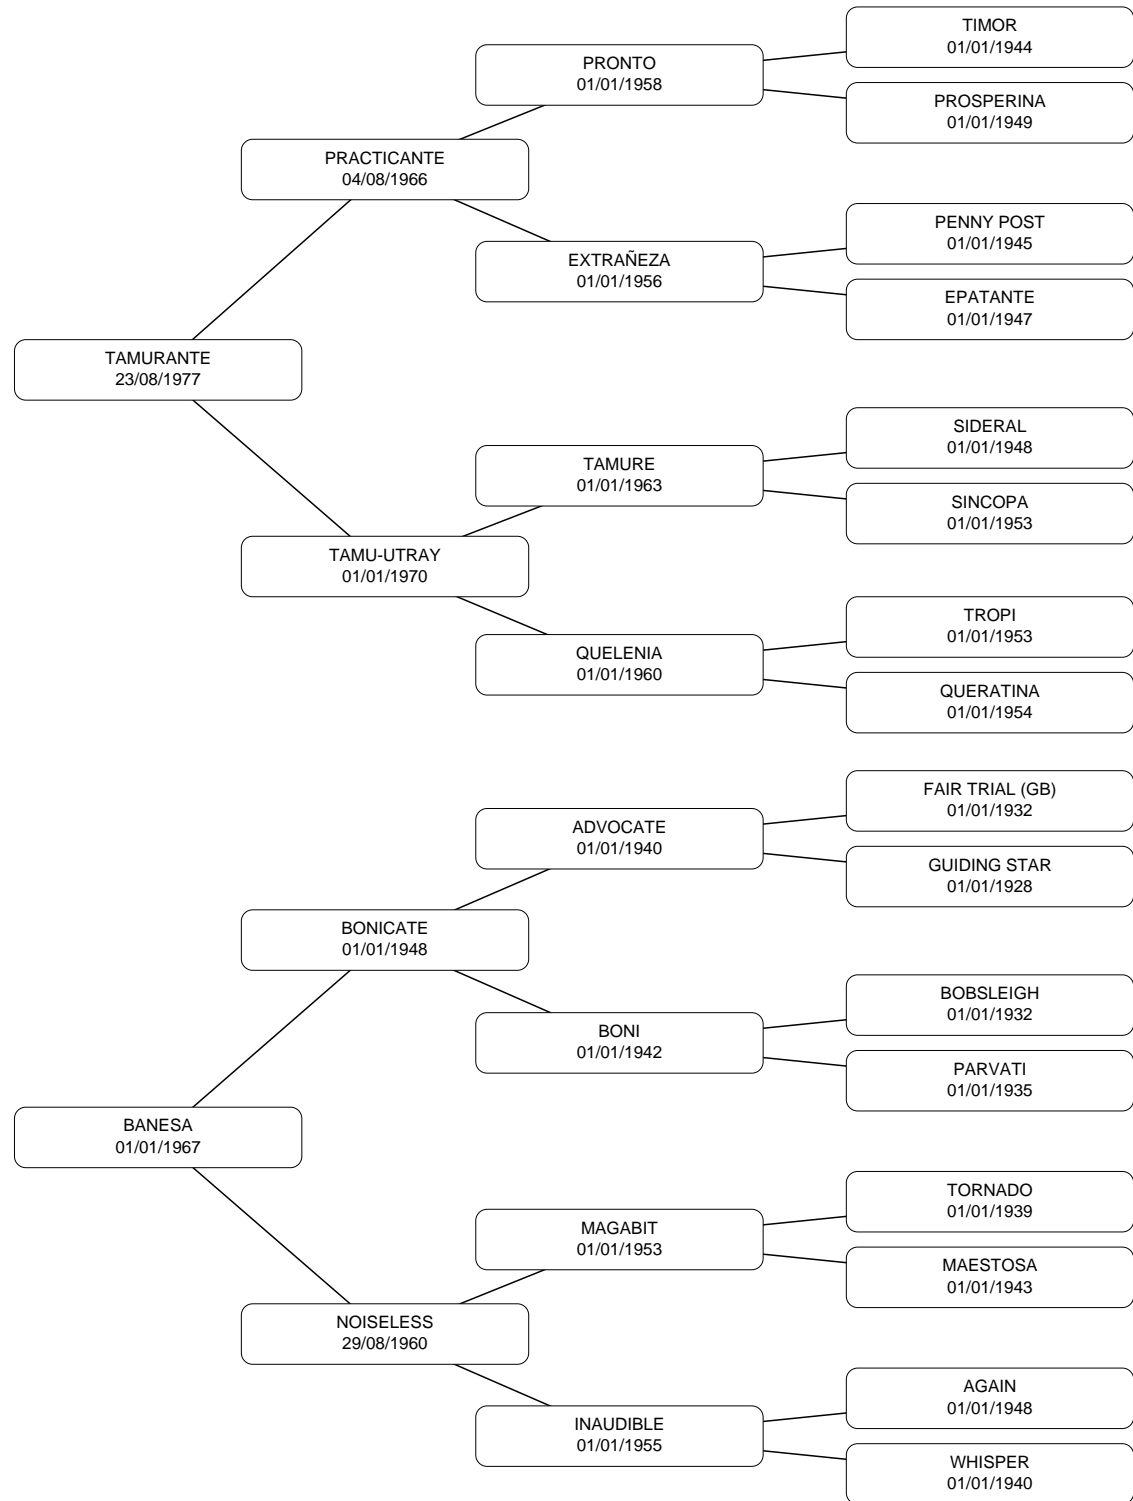 TIMOR
01/01/1944
PRONTO
01/01/1958
PROSPERINA
01/01/1949
PRACTICANTE
04/08/1966
PENNY POST
01/01/1945
EXTRAÑEZA
01/01/1956
EPATANTE
01/01/1947
TAMURANTE
23/08/1977
SIDERAL
01/01/1948
TAMURE
01/01/1963
SINCOPA
01/01/1953
TAMU-UTRAY
01/01/1970
TROPI
01/01/1953
QUELENIA
01/01/1960
QUERATINA
01/01/1954
FAIR TRIAL (GB)
01/01/1932
ADVOCATE
01/01/1940
GUIDING STAR
01/01/1928
BONICATE
01/01/1948
BOBSLEIGH
01/01/1932
BONI
01/01/1942
PARVATI
01/01/1935
BANESA
01/01/1967
TORNADO
01/01/1939
MAGABIT
01/01/1953
MAESTOSA
01/01/1943
NOISELESS
29/08/1960
AGAIN
01/01/1948
INAUDIBLE
01/01/1955
WHISPER
01/01/1940